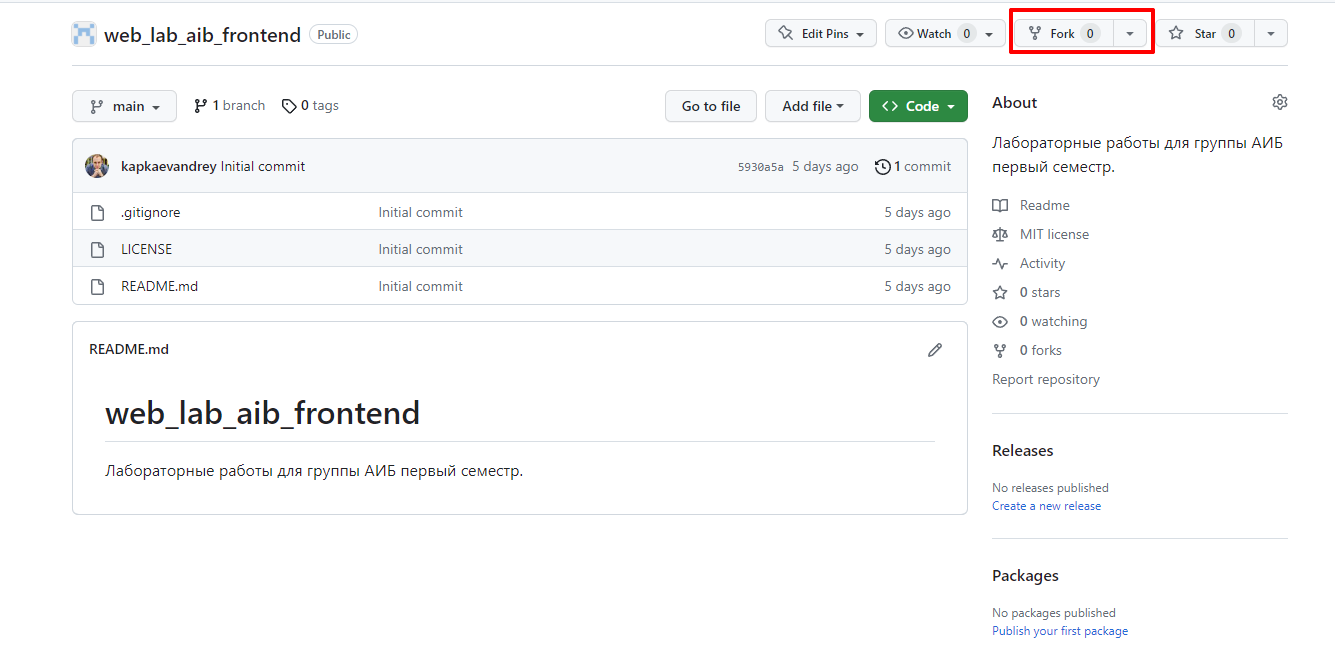 web_lab_aib_frontend Public Edit Pins Watch 0 Fork 0 Star 0
main 1 branch 0 tags Go to file Add file Code
kapkaevandrey Initial commit 5930a5a 5 days ago 1 commit
.gitignore Initial commit 5 days ago
LICENSE Initial commit 5 days ago
README.md Initial commit 5 days ago
README.md
web_lab_aib_frontend
Лабораторные работы для группы АИБ первый семестр.
About
Лабораторные работы для группы АИБ
первый семестр.
Readme
MIT license
Activity
0 stars
0 watching
0 forks
Report repository
Releases
No releases published
Create a new release
Packages
No packages published
Publish your first package